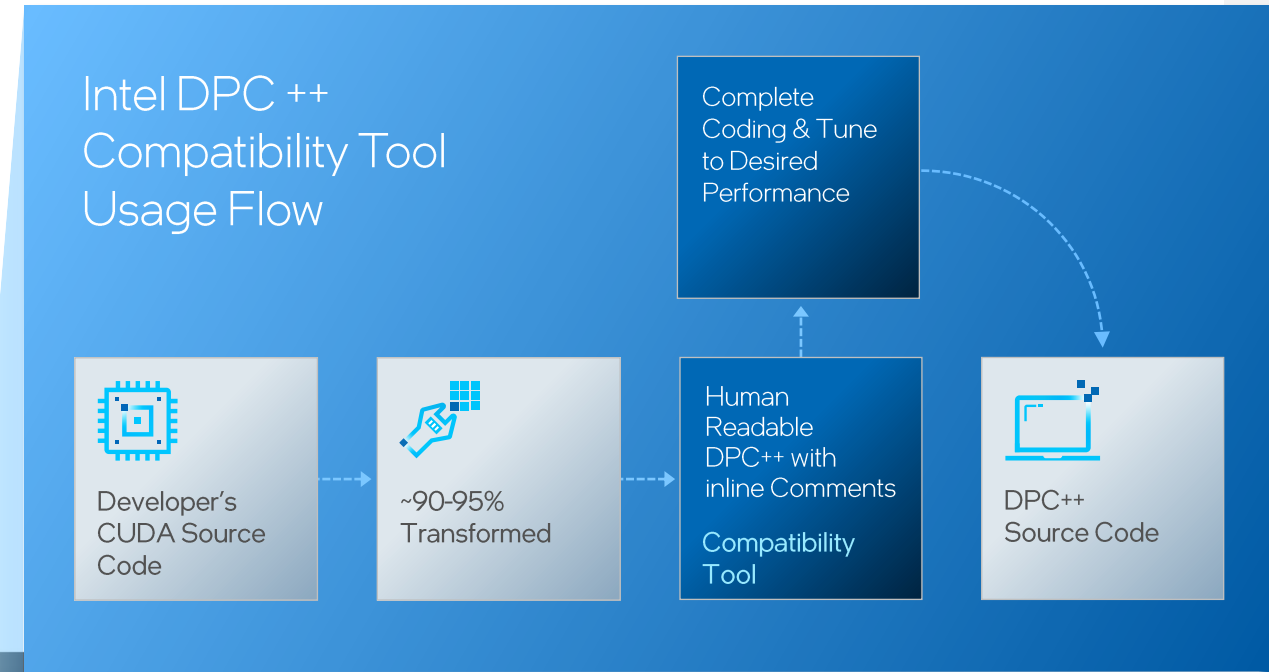 Intel DPC ++
Compatibility Tool
Usage Flow
Complete
Coding & Tune
to Desired
Performance
Developer’s
CUDA Source
Code
~90-95%
Transformed
Human
Readable
DPC++ with
inline Comments
Compatibility
Tool
DPC++
Source Code